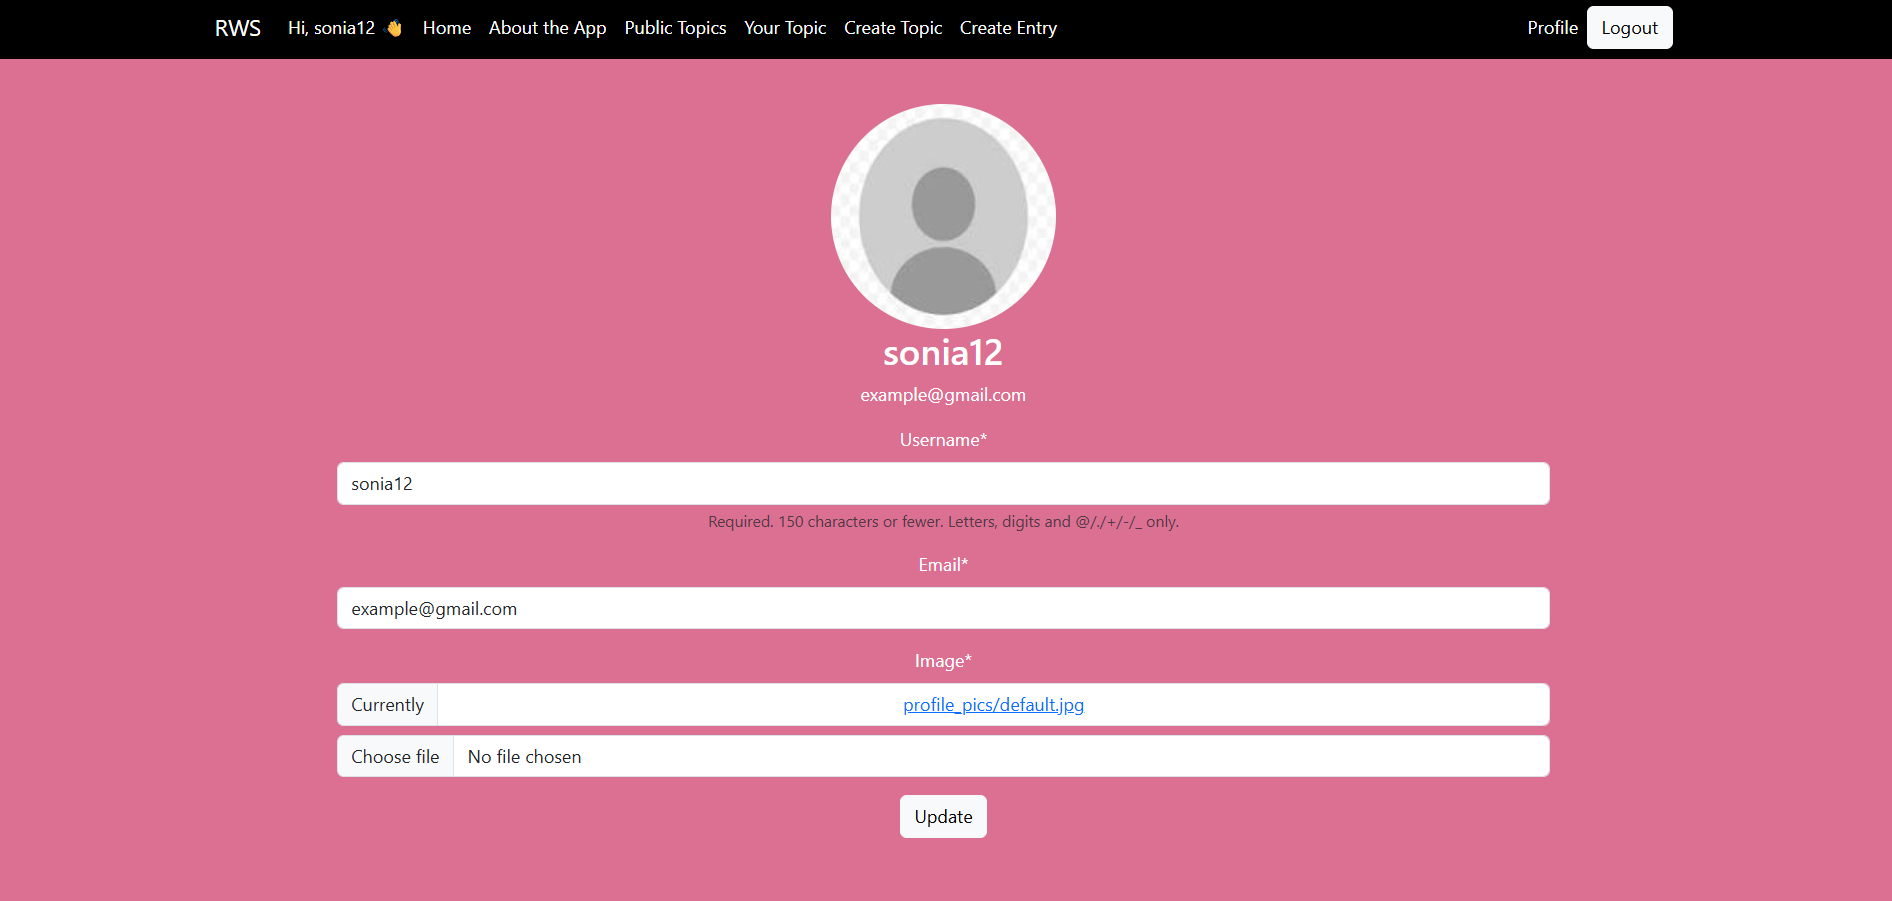 RWS Hi, sonia12 👋 Home About the App Public Topics Your Topic Create Topic Create Entry Profile Logout
sonia12
example@gmail.com
Username*
sonia12
Required. 150 characters or fewer. Letters, digits and @/./+/-/_ only.
Email*
example@gmail.com
Image*
Currently profile_pics/default.jpg
Choose file No file chosen
Update